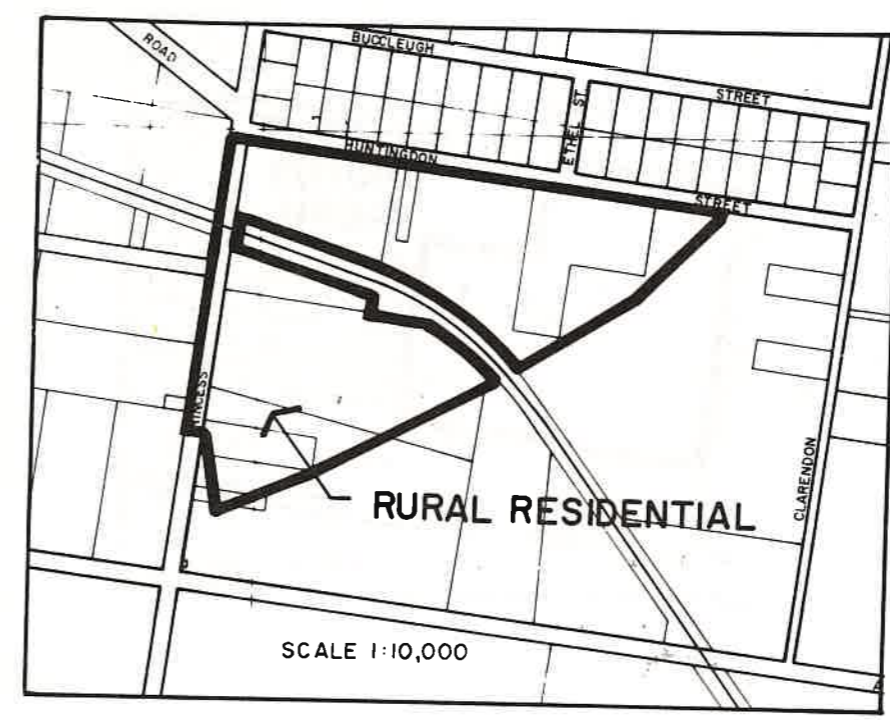 ROAD
BUCCLEUGH
STREET
ETHEL ST
HUNTINGDON
STREET
CLARENDON
RURAL RESIDENTIAL
SCALE 1:10,000